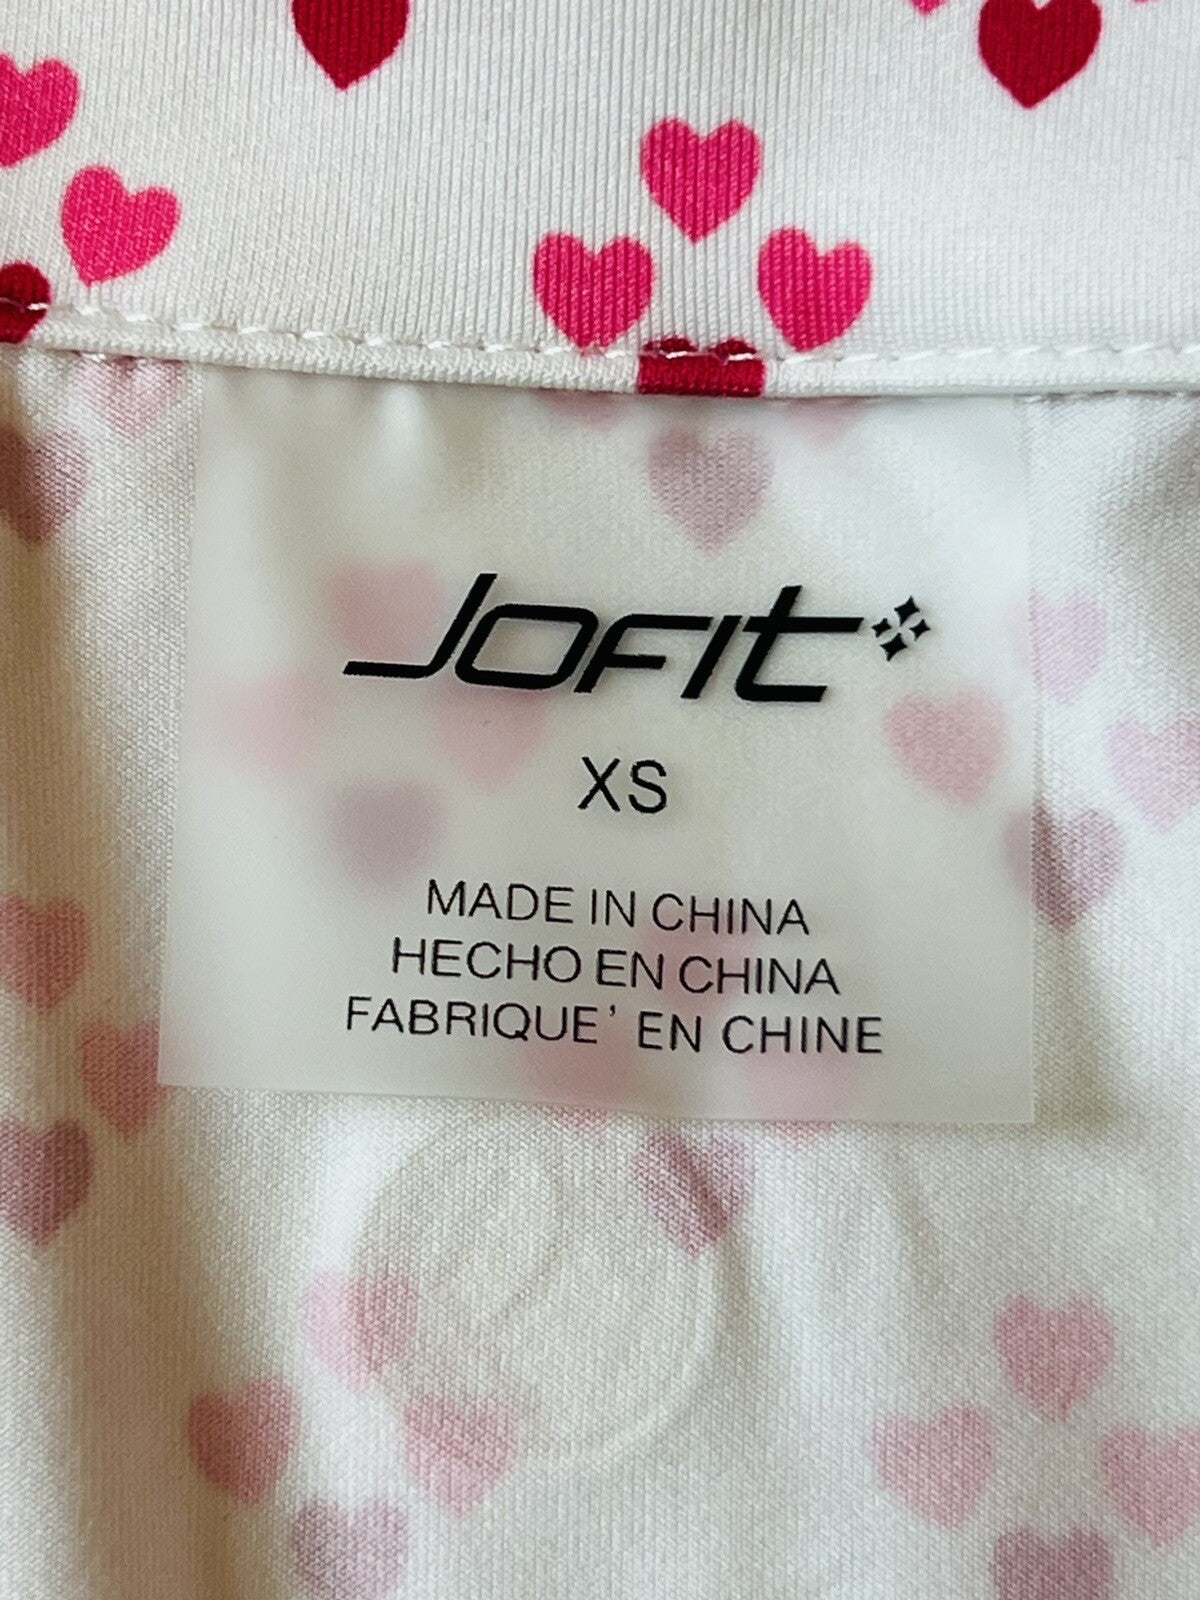 JOFIT
XS
MADE IN CHINA
HECHO EN CHINA
FABRIQUE' EN CHINE